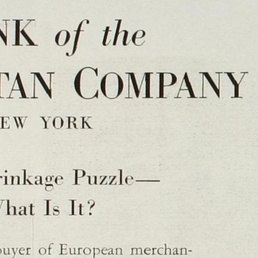 NK of the
TAN COMPANY
EW YORK
rinkage Puzzle—
What Is It?
buyer of European merchan-